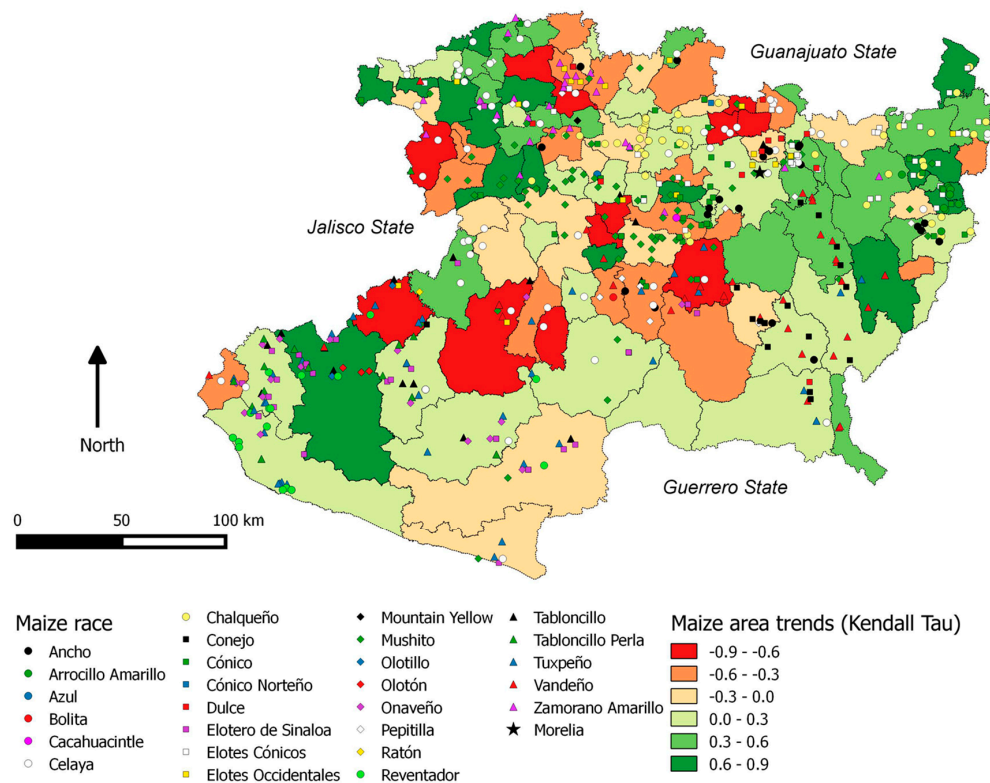 Guanajuato State
Jalisco State
North
Guerrero State
0 50 100 km
Maize race
Ancho
Arrocillo Amarillo
Azul
Bolita
Cacahuacintle
Celaya
Chalqueño
Conejo
Cónico
Cónico Norteño
Dulce
Elotero de Sinaloa
Elotes Cónicos
Elotes Occidentales
Mountain Yellow
Mushito
Olotillo
Olotón
Onaveño
Pepitilla
Ratón
Reventador
Tabloncillo
Tabloncillo Perla
Tuxpeño
Vandeño
Zamorano Amarillo
Morelia
Maize area trends (Kendall Tau)
-0.9 - -0.6
-0.6 - -0.3
-0.3 - 0.0
0.0 - 0.3
0.3 - 0.6
0.6 - 0.9